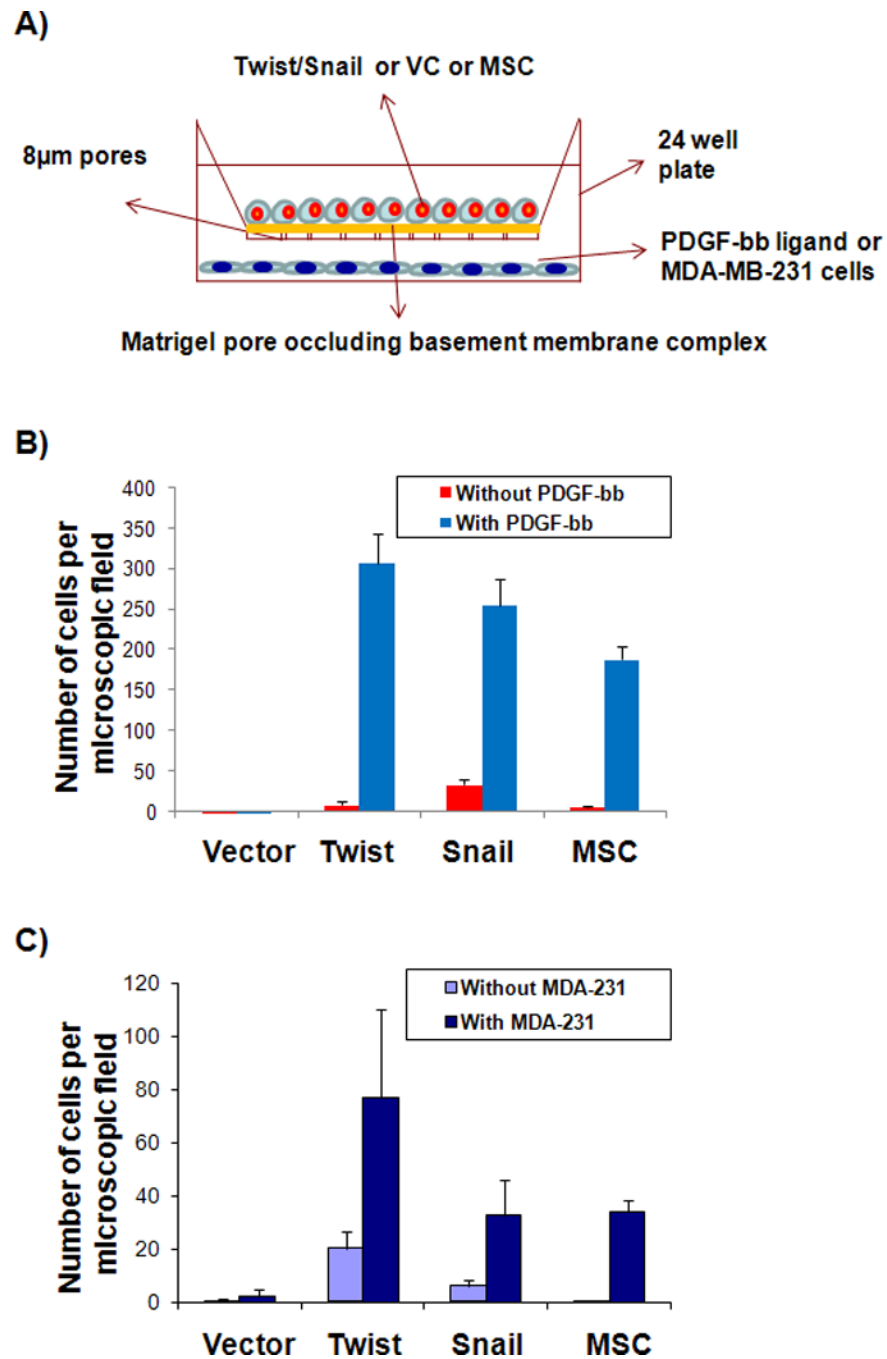 A)
Twist/Snail or VC or MSC
8µm pores
24 well
plate
PDGF-bb ligand or
MDA-MB-231 cells
Matrigel pore occluding basement membrane complex
B)
Number of cells per
microscopic field
400
350
300
250
200
150
100
50
0
Without PDGF-bb
With PDGF-bb
Vector Twist Snail MSC
C)
Number of cells per
microscopic field
120
100
80
60
40
20
0
Without MDA-231
With MDA-231
Vector Twist Snail MSC